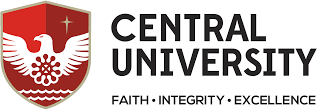 CENTRAL
UNIVERSITY
FAITH • INTEGRITY • EXCELLENCE